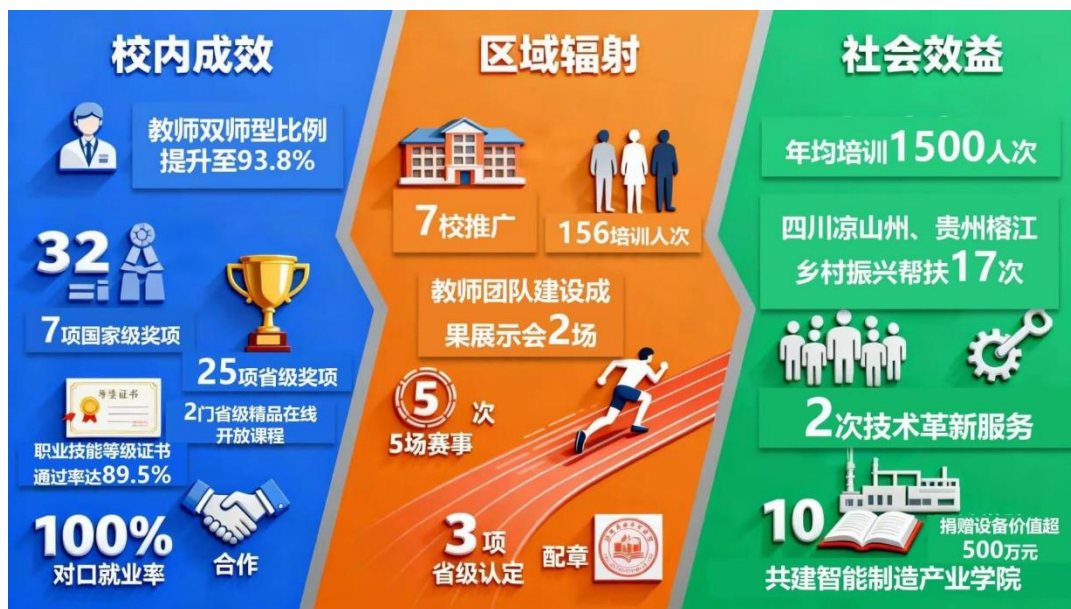 校内成效
教师双师型比例
提升至93.8%
32
7项国家级奖项
25项省级奖项
证书
职业技能等级证书
通过率达89.5%
2门省级精品在线
开放课程
100%
对口就业率
合作
区域辐射
7校推广
156培训人次
教师团队建设成
果展示会2场
5次
5场赛事
3项
省级认定
配章
社会效益
年均培训1500人次
四川凉山州、贵州榕江
乡村振兴帮扶17次
2次技术革新服务
10
捐赠设备价值超
500万元
共建智能制造产业学院